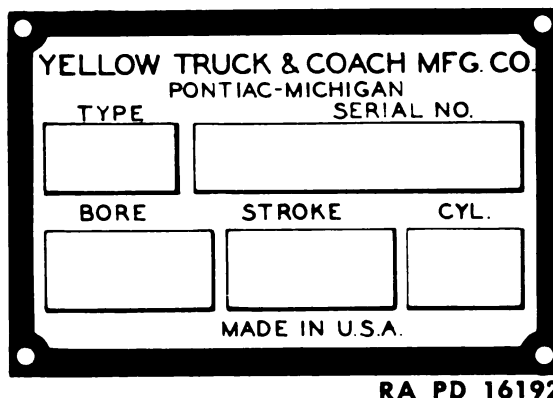 YELLOW TRUCK & COACH MFG. CO.
PONTIAC-MICHIGAN
TYPE SERIAL NO.
BORE STROKE CYL.
MADE IN U.S.A.
RA PD 16192